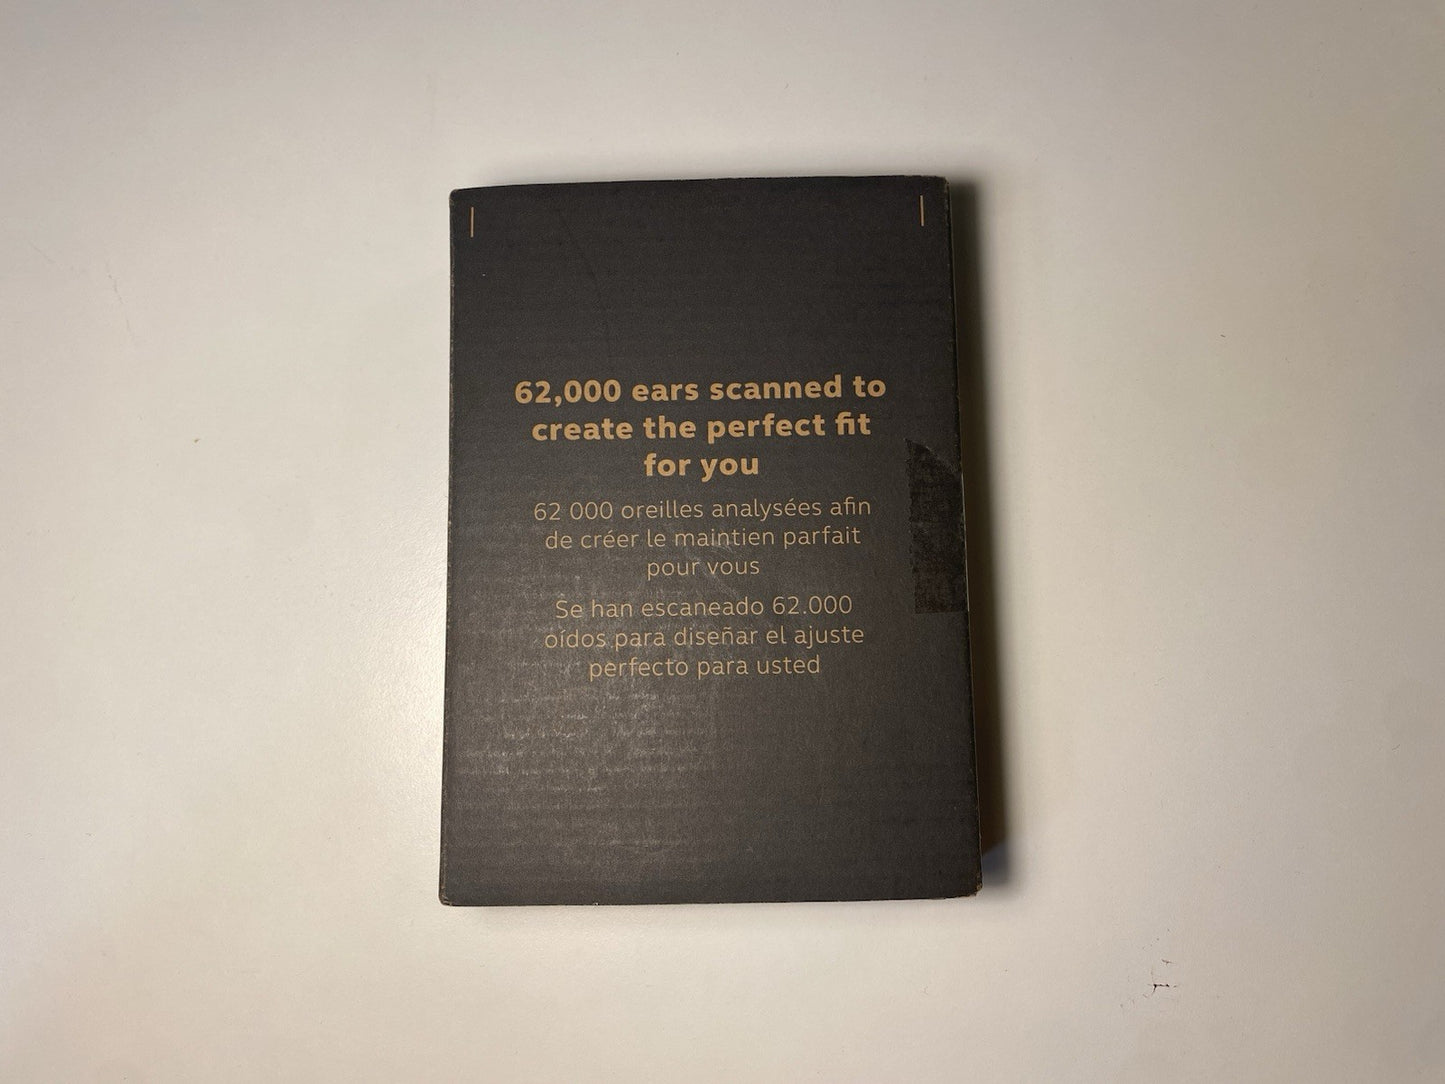 62,000 ears scanned to
create the perfect fit
for you
62 000 oreilles analysées afin
de créer le maintien parfait
pour vous
Se han escaneado 62.000
oídos para diseñar el ajuste
perfecto para usted